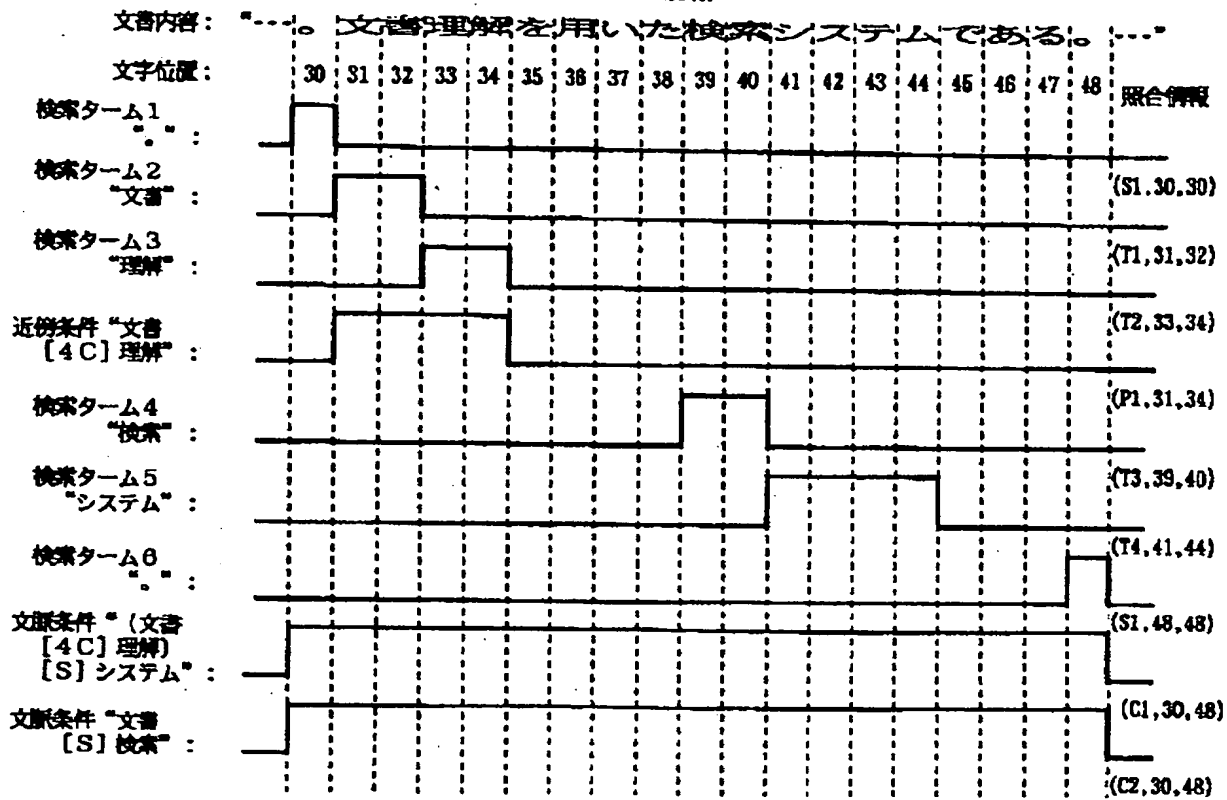 文書内容： “---。文書理解を用いた検索システムである。---”
文字位置： 30 31 32 33 34 35 36 37 38 39 40 41 42 43 44 45 46 47 48 照合情報
検索ターム1
“。”：
(S1,30,30)
検索ターム2
“文書”：
(T1,31,32)
検索ターム3
“理解”：
(T2,33,34)
近傍条件“文書
[4C]理解”：
(P1,31,34)
検索ターム4
“検索”：
(T3,39,40)
検索ターム5
“システム”：
(T4,41,44)
検索ターム6
“。”：
(S1,48,48)
文脈条件“（文書
[4C]理解)
[S]システム”：
(C1,30,48)
文脈条件“文書
[S]検索”：
(C2,30,48)